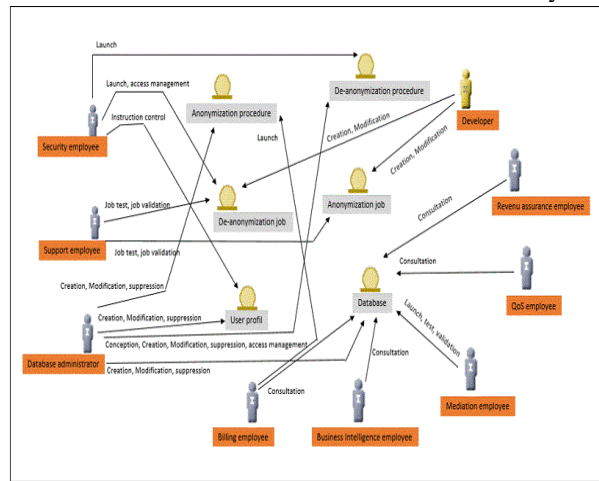 Launch
De-anonymization procedure
Launch, access management
Anonymization procedure
Developer
Instruction control
Launch
Creation, Modification
Creation, Modification
Security employee
Revenu assurance employee
Anonymization job
Consultation
De-anonymization job
Job test, job validation
Support employee
Job test, job validation
Consultation
Creation, Modification, suppression
Database
QoS employee
User profil
Launch, test, validation
Creation, Modification, suppression
Conception, Creation, Modification, suppression, access management
Database administrator
Consultation
Creation, Modification, suppression
Mediation employee
Consultation
Billing employee
Business Intelligence employee